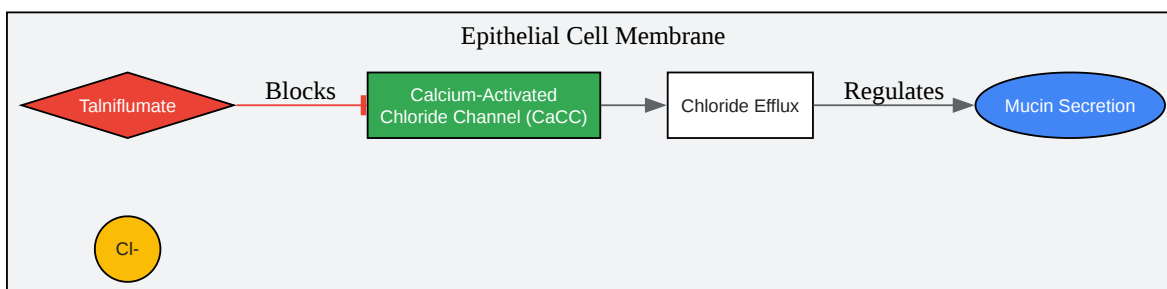 Epithelial Cell Membrane
Talniflumate
Blocks
Calcium-Activated
Chloride Channel (CaCC)
Chloride Efflux
Regulates
Mucin Secretion
Cl-